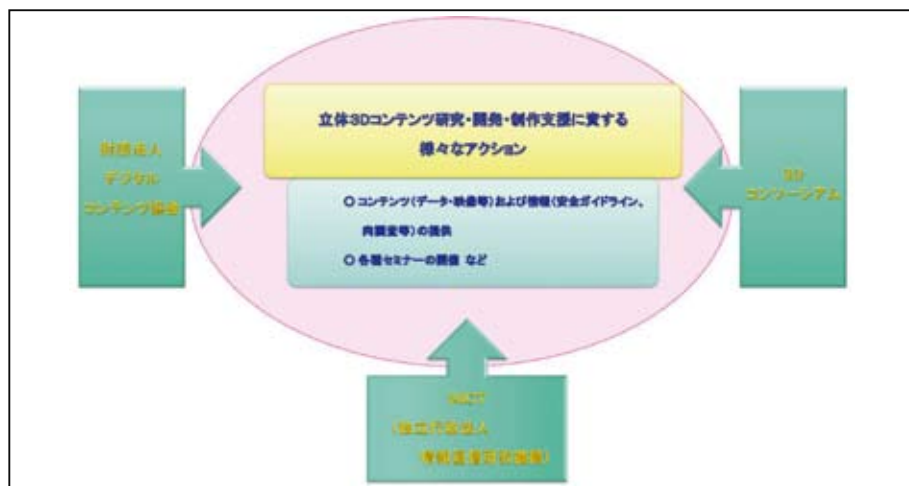 立体3Dコンテンツ研究・開発・制作支援に資する
様々なアクション
財団法人
デジタル
コンテンツ協会
3D
コンソーシアム
○ コンテンツ(データ・映像等)および情報(安全ガイドライン、
調査等)の提供
○ 各種セミナーの開催 など
NICT
(独立行政法人
情報通信研究機構)